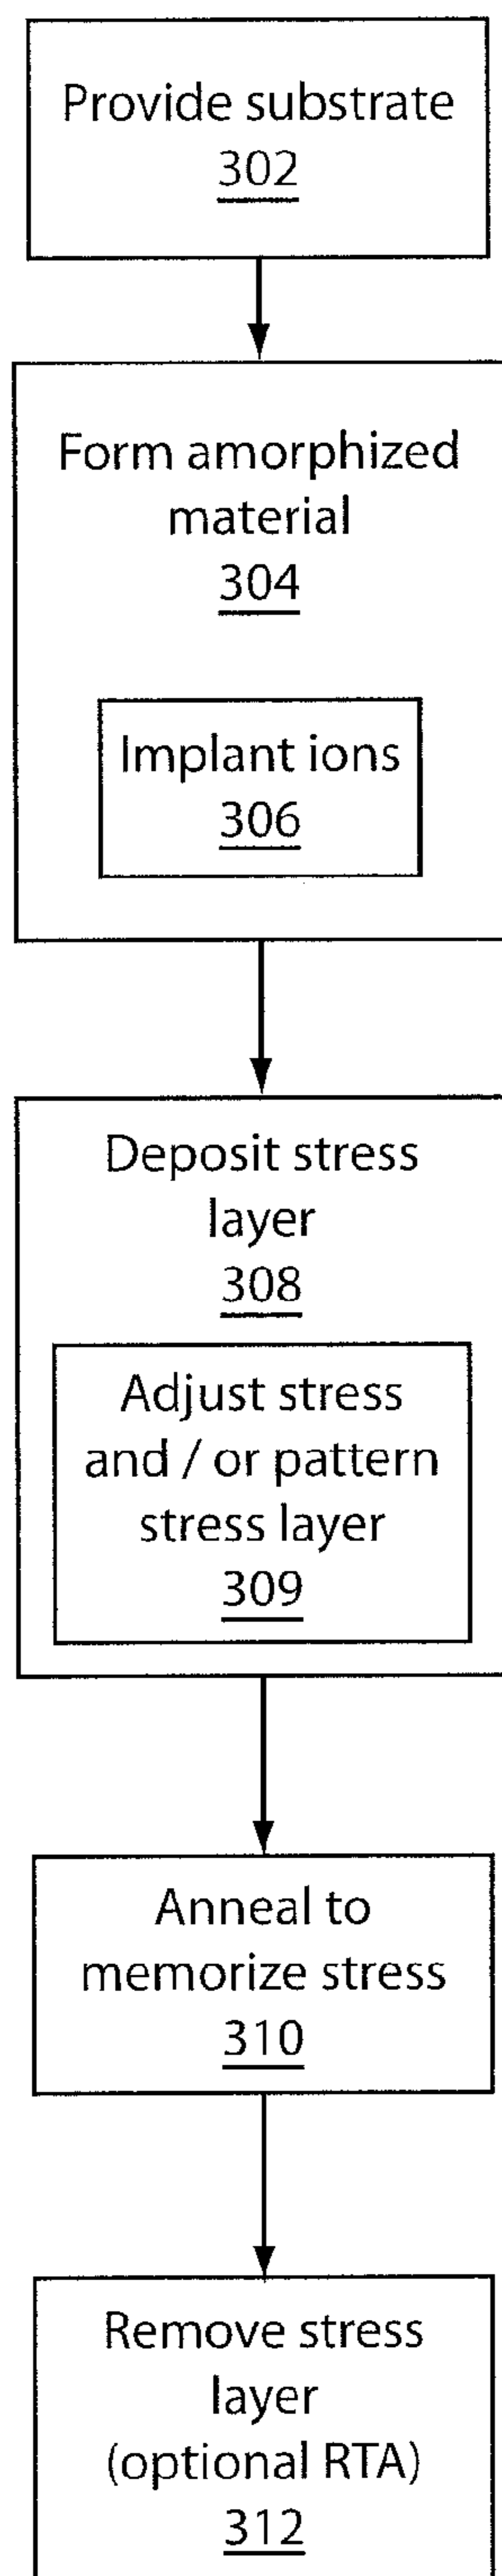 Provide substrate
302
Form amorphized
material
304
Implant ions
306
Deposit stress
layer
308
Adjust stress
and / or pattern
stress layer
309
Anneal to
memorize stress
310
Remove stress
layer
(optional RTA)
312